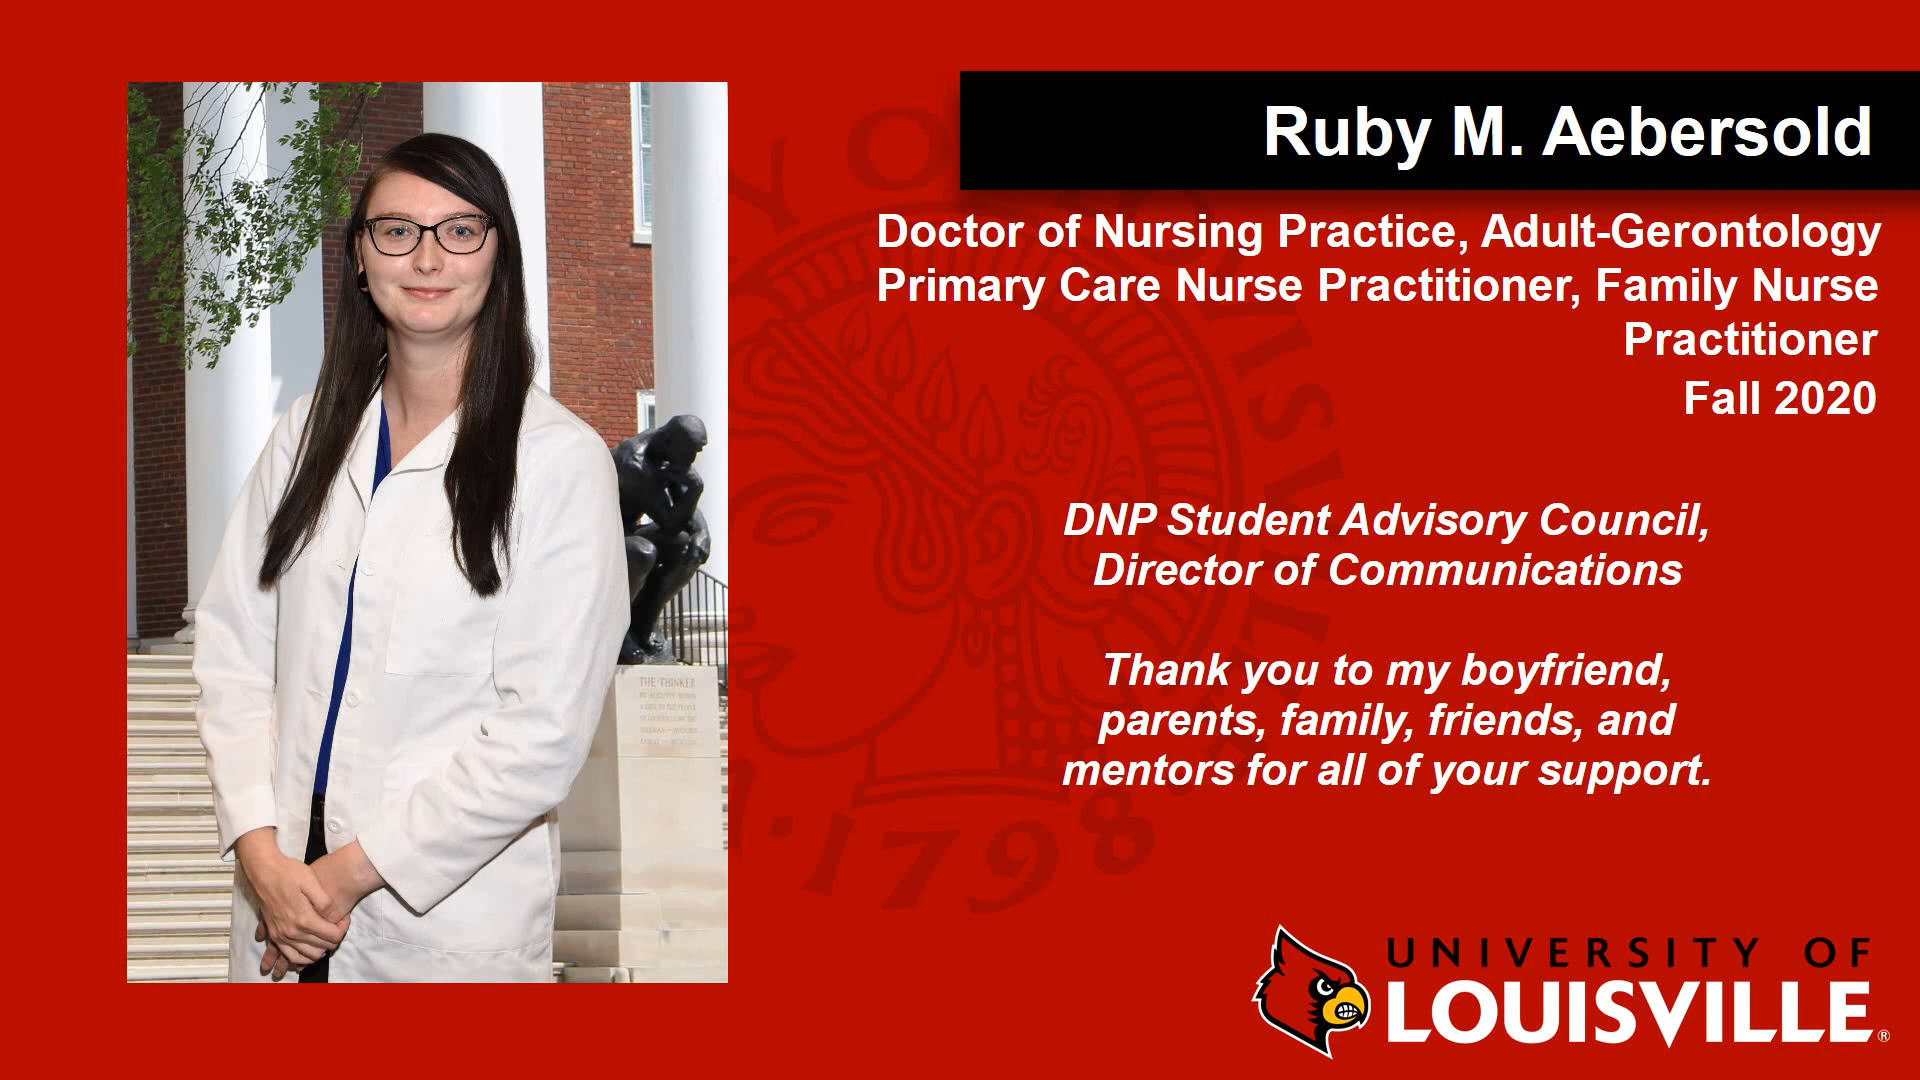 Ruby M. Aebersold
Doctor of Nursing Practice, Adult-Gerontology
Primary Care Nurse Practitioner, Family Nurse
Practitioner
Fall 2020
DNP Student Advisory Council,
Director of Communications
Thank you to my boyfriend,
parents, family, friends, and
mentors for all of your support.
THE THINKER
1798
UNIVERSITY OF
LOUISVILLE®